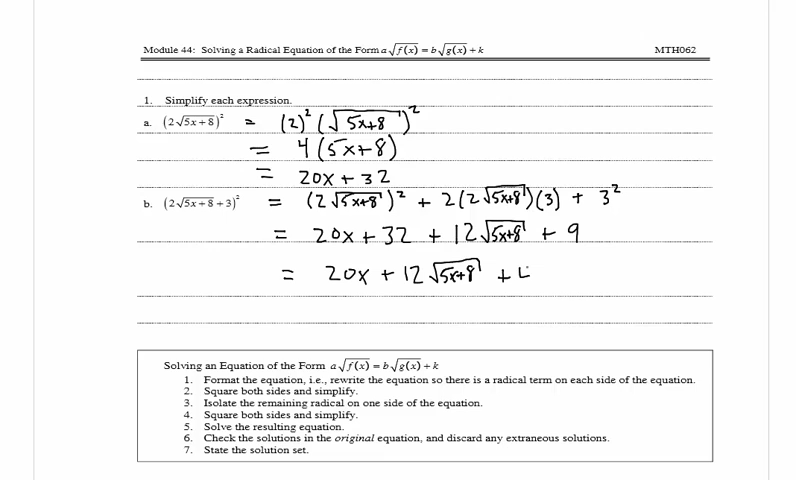 Module 44: Solving a Radical Equation of the Form a√f(x) = b√g(x) + k MTH062
1. Simplify each expression.
a. (2√5x+8)² = (2)² (√5x+8)²
= 4(5x+8)
= 20x + 32
b. (2√5x+8 + 3)² = (2√5x+8)² + 2(2√5x+8)(3) + 3²
= 20x + 32 + 12√5x+8 + 9
= 20x + 12√5x+8 +
Solving an Equation of the Form a√f(x) = b√g(x) + k
1. Format the equation, i.e., rewrite the equation so there is a radical term on each side of the equation.
2. Square both sides and simplify.
3. Isolate the remaining radical on one side of the equation.
4. Square both sides and simplify.
5. Solve the resulting equation.
6. Check the solutions in the original equation, and discard any extraneous solutions.
7. State the solution set.